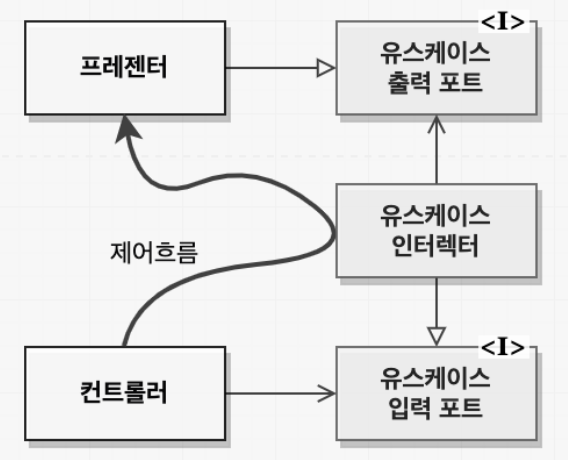 <I>
프레젠터
유스케이스
출력 포트
유스케이스
인터렉터
제어흐름
<I>
컨트롤러
유스케이스
입력 포트